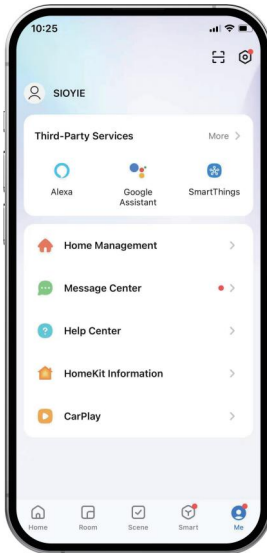 10:25
SIOYIE
Third-Party Services
More >
Alexa
Google
Assistant
SmartThings
Home Management
Message Center
Help Center
HomeKit Information
CarPlay
Home
Room
Scene
Smart
Me